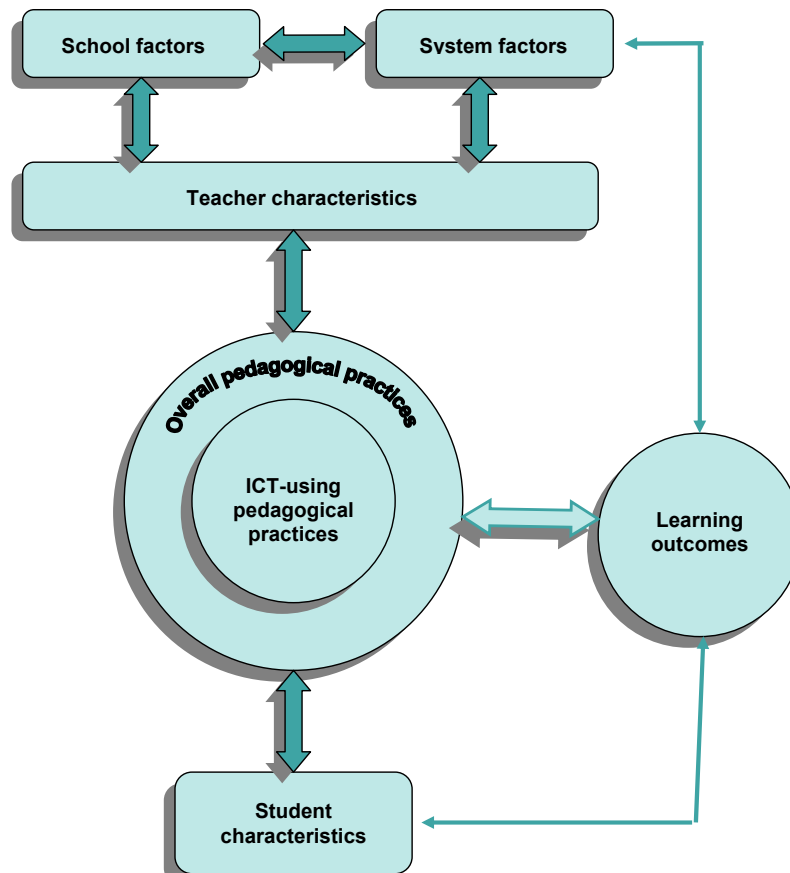 School factors
System factors
Teacher characteristics
Overall pedagogical practices
ICT-using
pedagogical
practices
Learning
outcomes
Student
characteristics